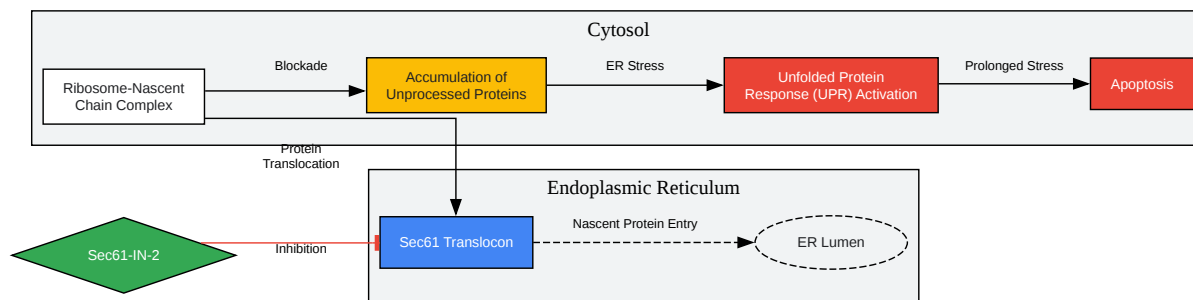 Cytosol
Ribosome-Nascent
Chain Complex
Blockade
Accumulation of
Unprocessed Proteins
ER Stress
Unfolded Protein
Response (UPR) Activation
Prolonged Stress
Apoptosis
Protein
Translocation
Endoplasmic Reticulum
Sec61-IN-2
Inhibition
Sec61 Translocon
Nascent Protein Entry
ER Lumen